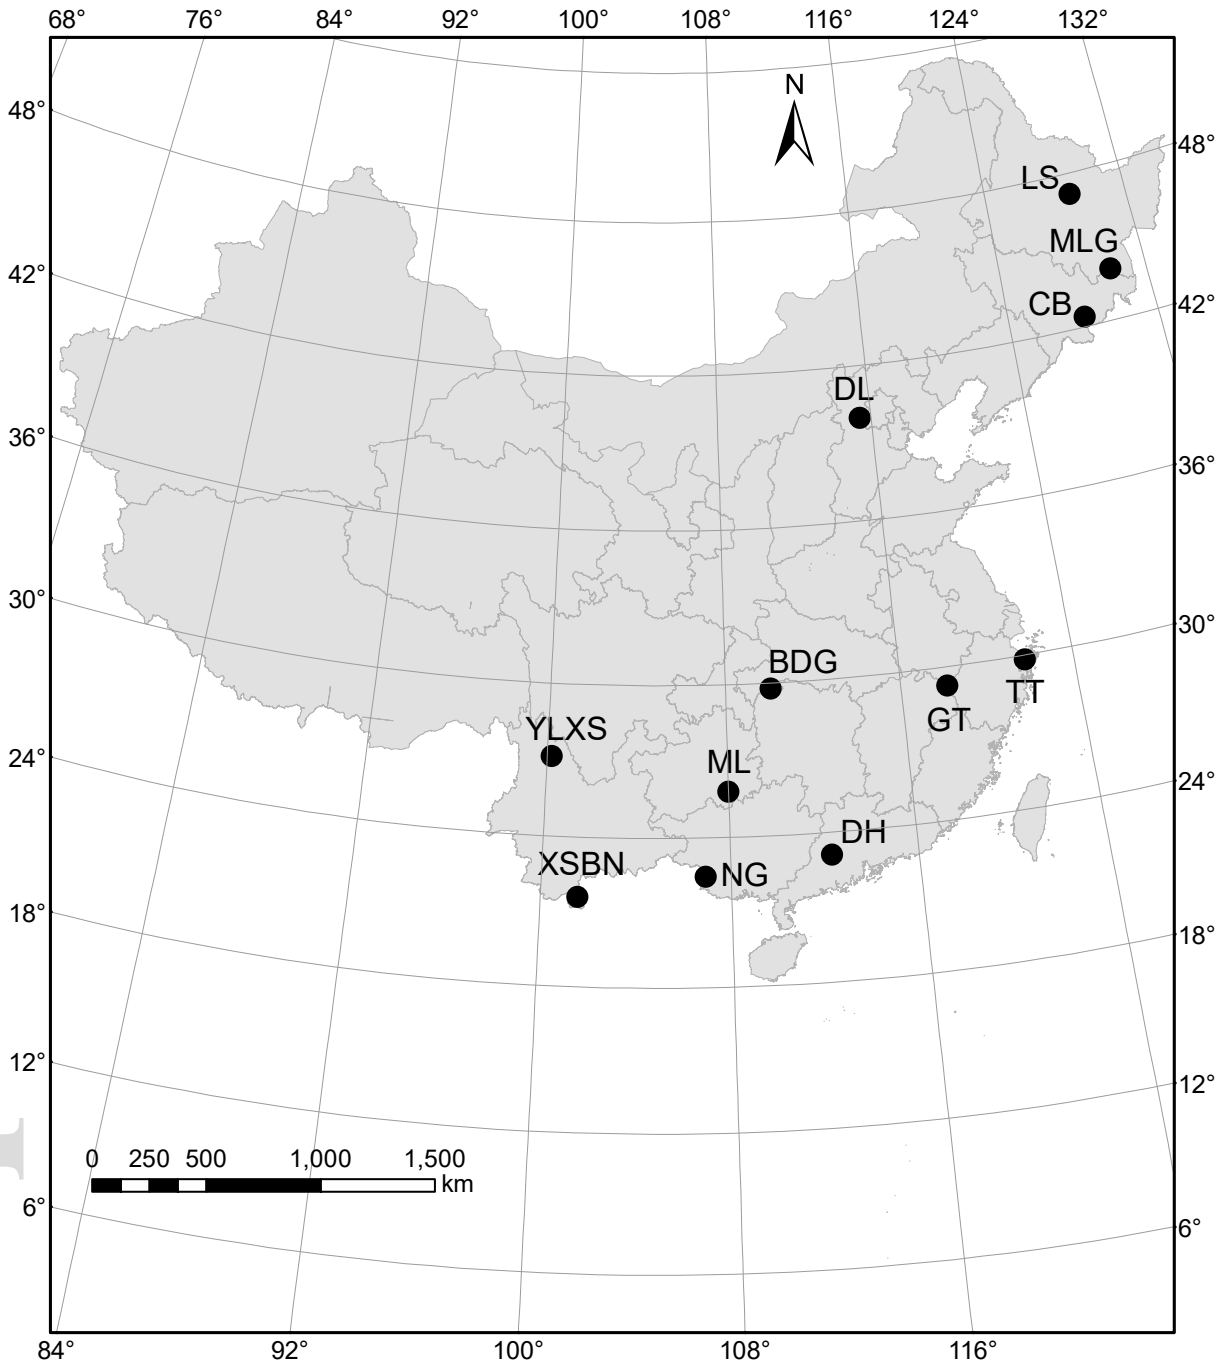 68° 76° 84° 92° 100° 108° 116° 124° 132°
N
48° 48°
LS
MLG
42° 42°
CB
DL
36° 36°
30° 30°
BDG
TT
GT
YLXS
24° ML 24°
DH
XSBN NG
18° 18°
12° 12°
0 250 500 1,000 1,500
km
6° 6°
84° 92° 100° 108° 116°